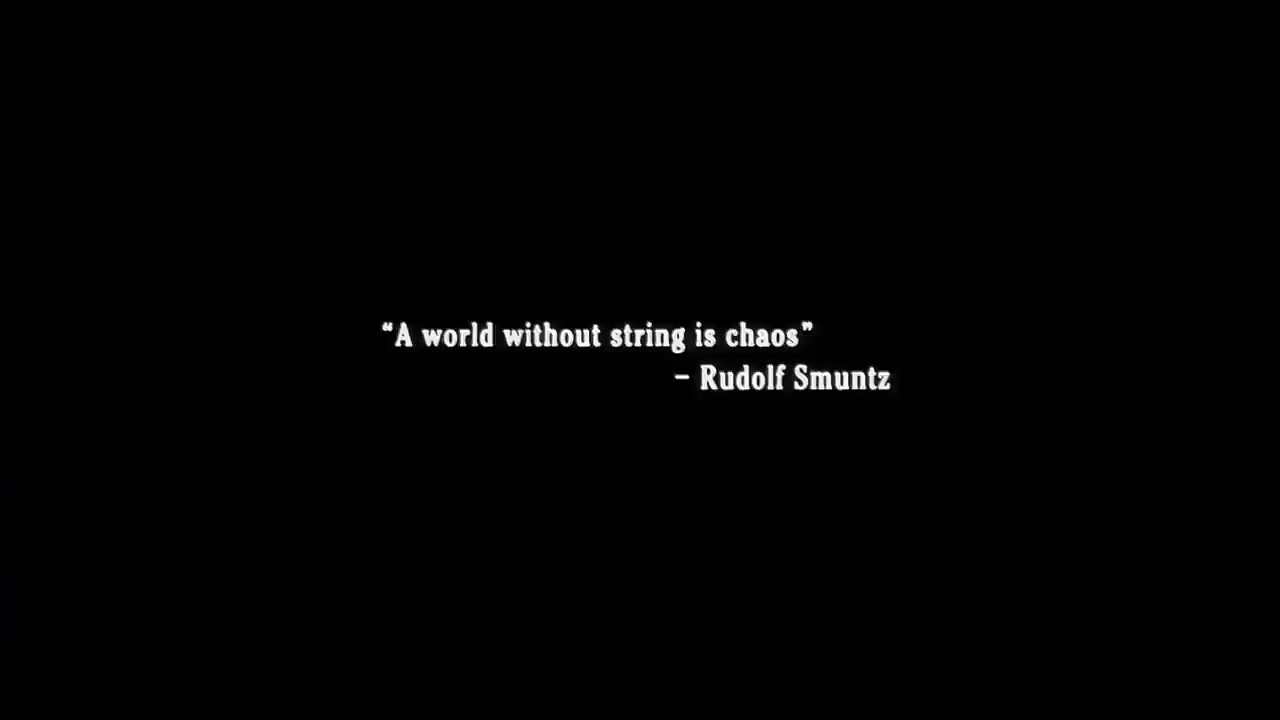 “A world without string is chaos”
– Rudolf Smuntz